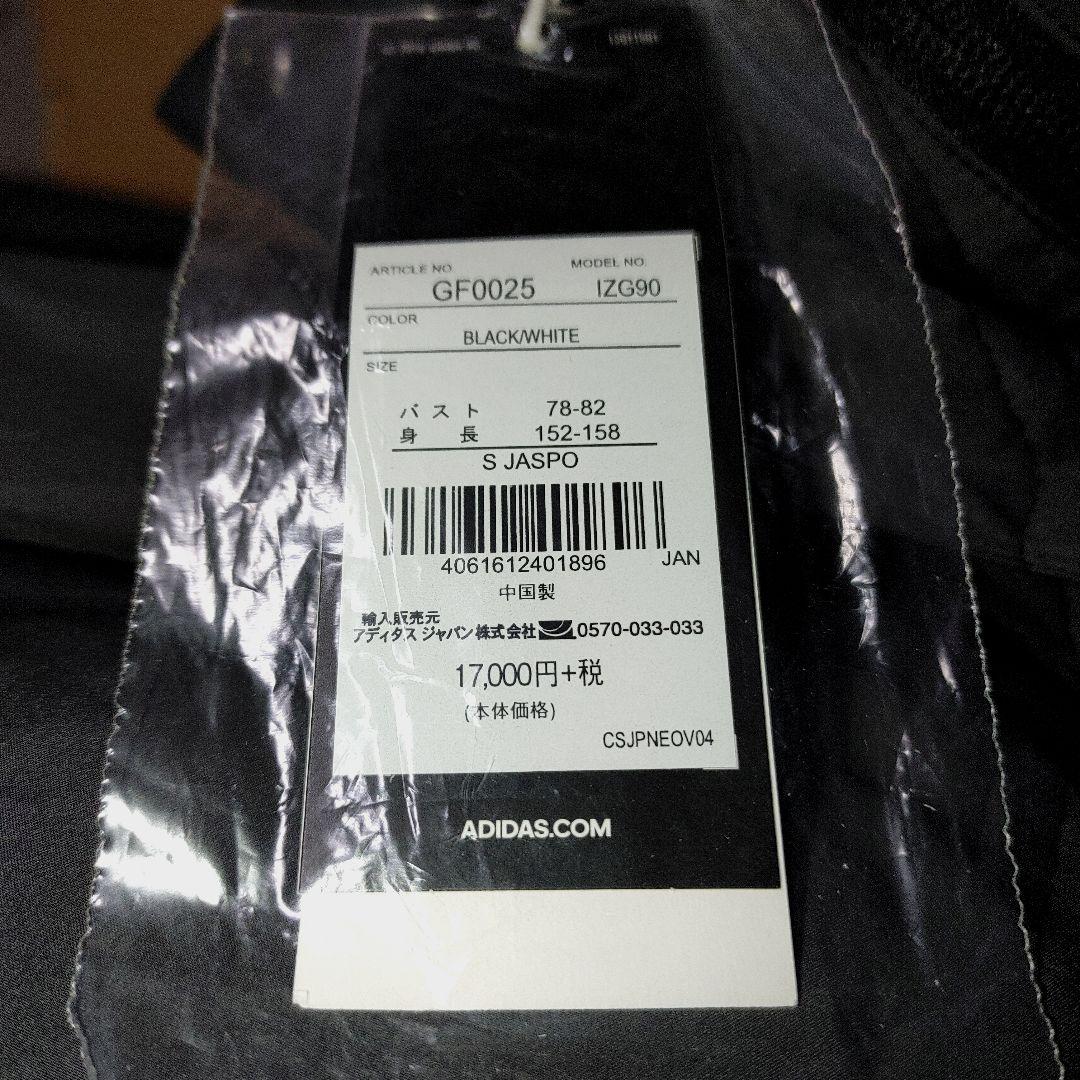 ARTICLE NO. MODEL NO.
GF0025 IZG90
COLOR
BLACK/WHITE
SIZE
バスト 78-82
身長 152-158
S JASPO
4061612401896 JAN
中国製
輸入販売元
アディダス ジャパン株式会社 0570-033-033
17,000円+税
(本体価格)
CSJPNEOV04
ADIDAS.COM